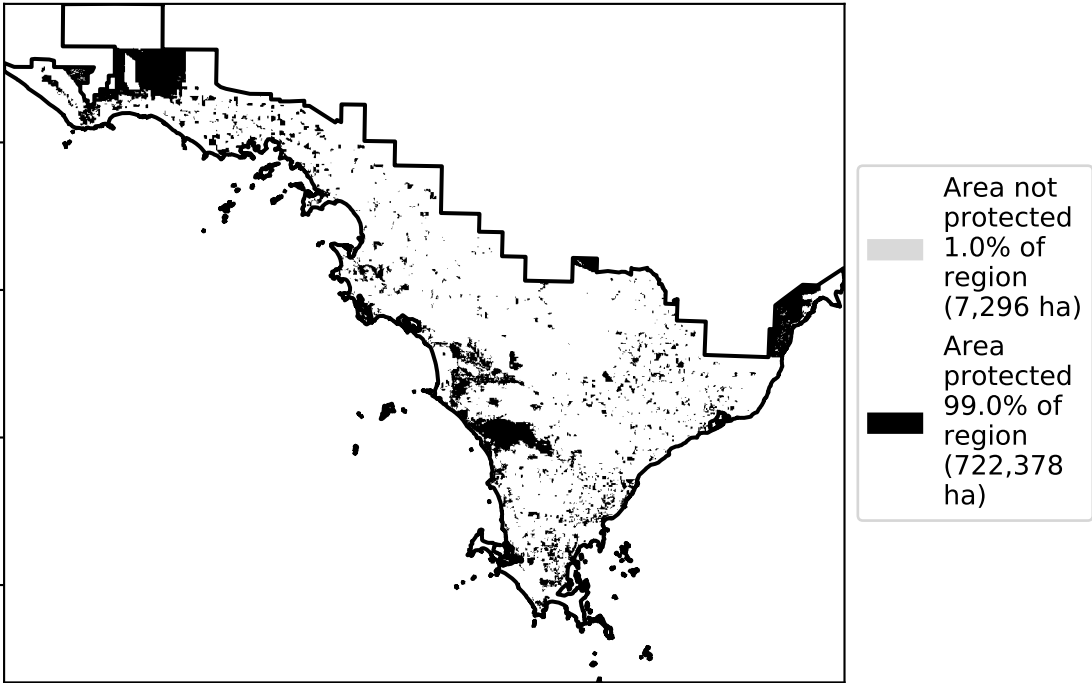 Area not
protected
1.0% of
region
(7,296 ha)
Area
protected
99.0% of
region
(722,378
ha)